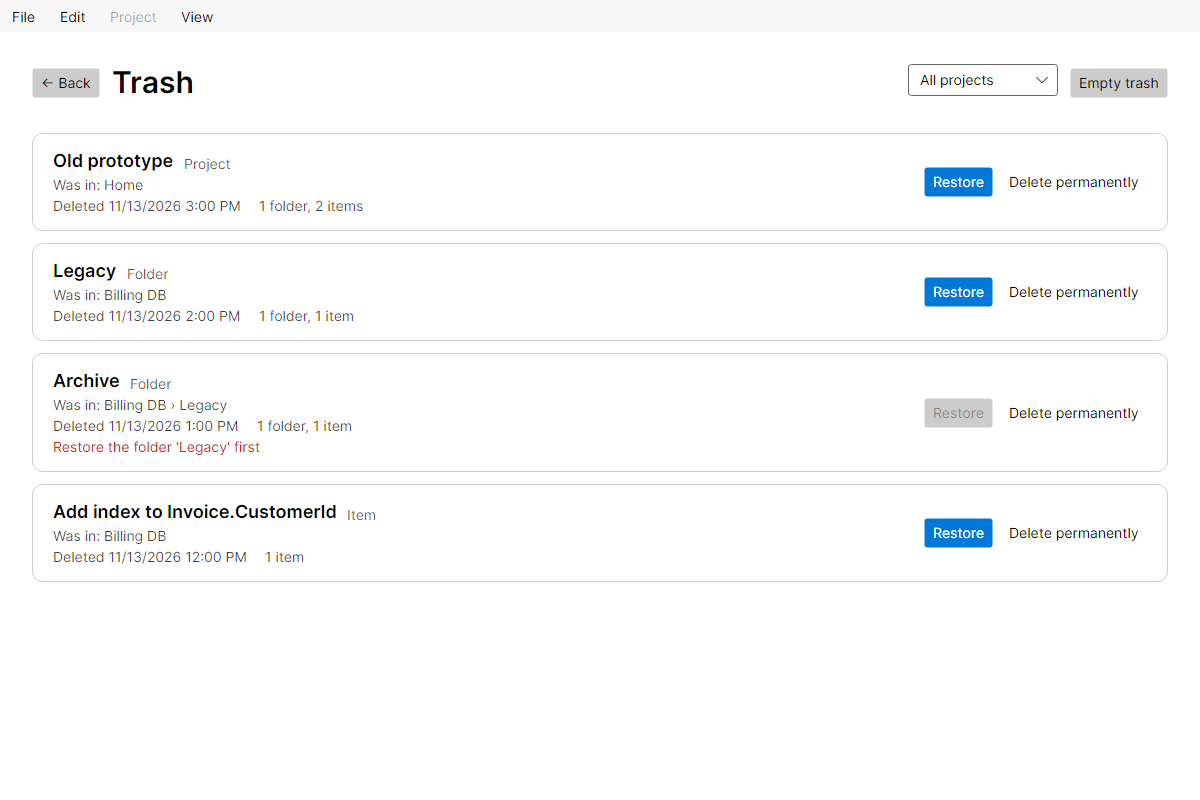 File Edit Project View
← Back Trash All projects Empty trash
Old prototype Project
Was in: Home
Deleted 11/13/2026 3:00 PM 1 folder, 2 items
Restore Delete permanently
Legacy Folder
Was in: Billing DB
Deleted 11/13/2026 2:00 PM 1 folder, 1 item
Restore Delete permanently
Archive Folder
Was in: Billing DB › Legacy
Deleted 11/13/2026 1:00 PM 1 folder, 1 item
Restore the folder 'Legacy' first
Restore Delete permanently
Add index to Invoice.CustomerId Item
Was in: Billing DB
Deleted 11/13/2026 12:00 PM 1 item
Restore Delete permanently